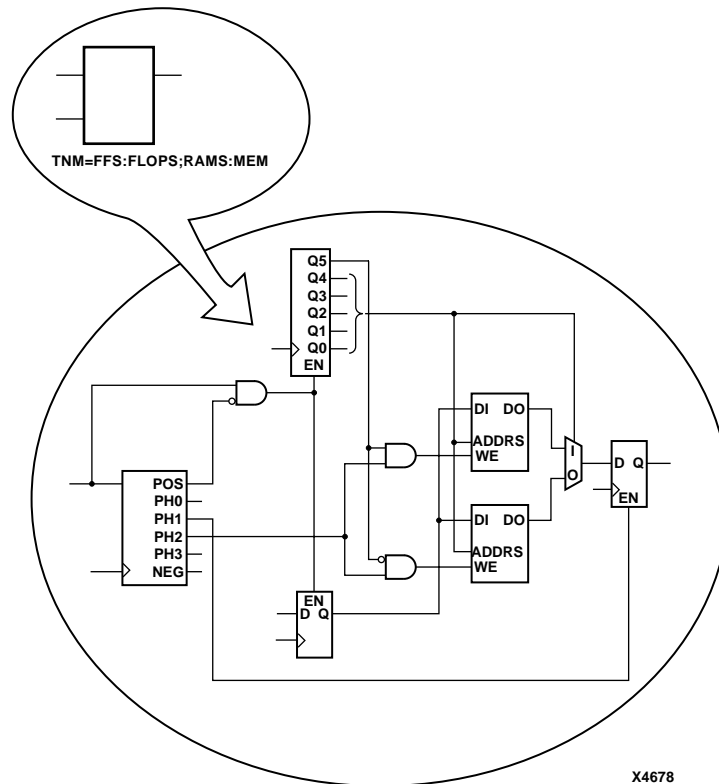 TNM=FFS:FLOPS;RAMS:MEM
Q5
Q4
Q3
Q2
Q1
Q0
EN
POS
PH0
PH1
PH2
PH3
NEG
EN
D Q
DI DO
ADDRS
WE
DI DO
ADDRS
WE
I
O
D Q
EN
X4678